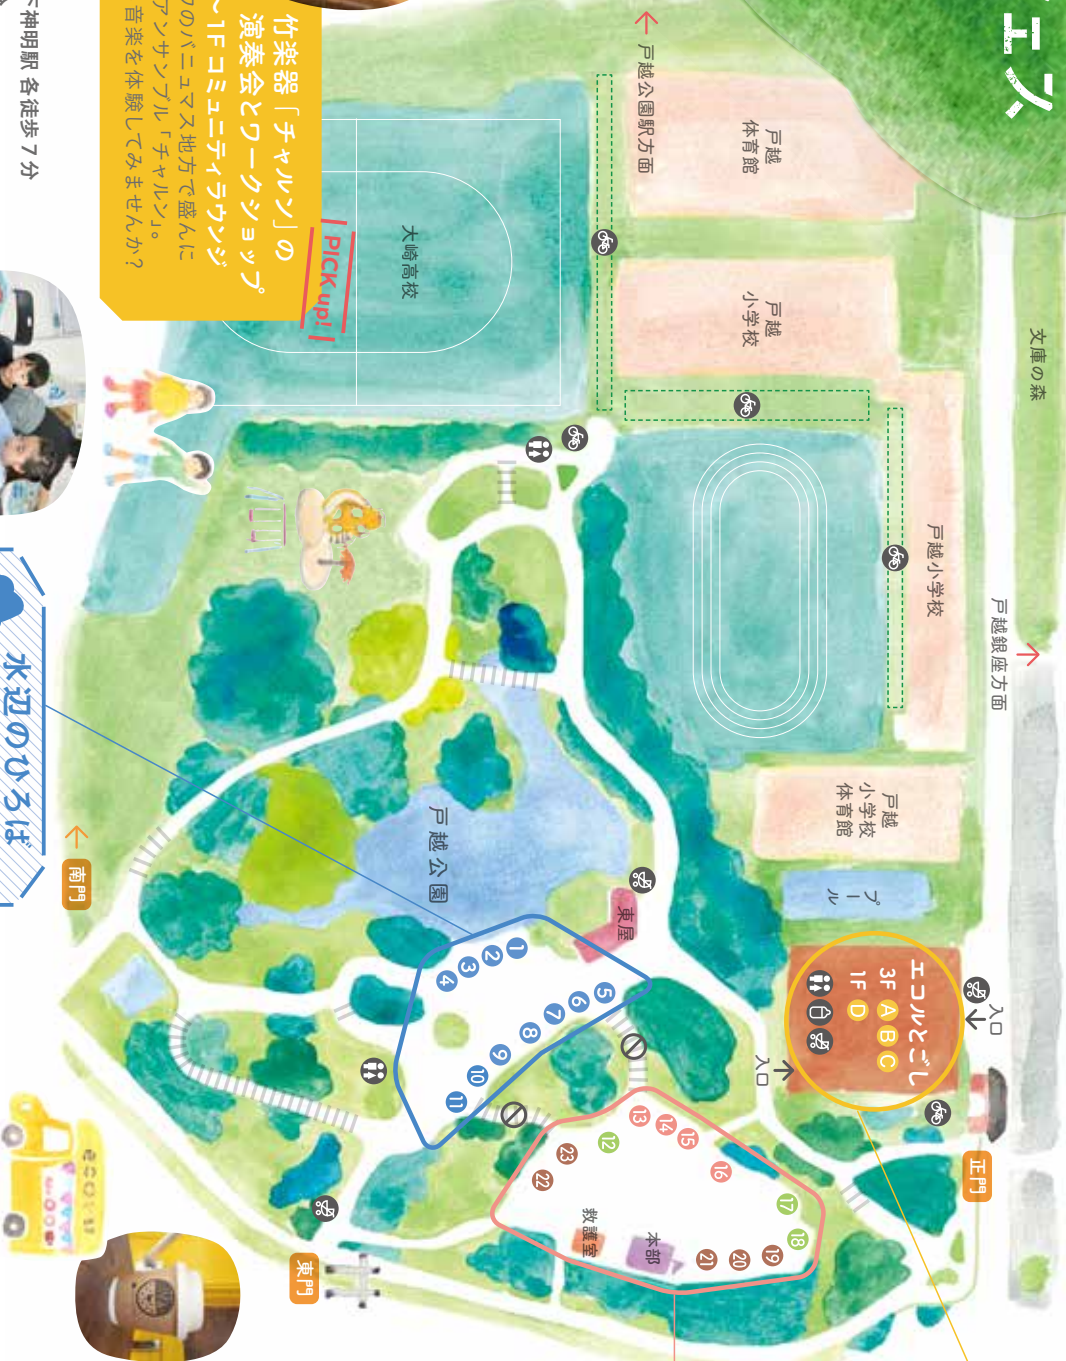 エン
文庫の森
戸越銀座方面
戸越公園駅方面
戸越
体育館
戸越
小学校
戸越小学校
大崎高校
戸越
小学校
体育館
プール
入口
エコルとごし
3F A B C
1F D
入口
正門
東屋
戸越公園
1
2
3
4
5
6
7
8
9
10
11
12
13
14
15
16
17
18
19
20
21
22
23
本部
救護室
東門
南門
PICK up!
竹楽器「チャルン」の
演奏会とワークショップ
～1F コミュニティラウンジ
のバニュマス地方で盛んに
アンサンブル「チャルン」。
音楽を体験してみませんか?
神明駅 各徒歩 7 分
水辺のひろば